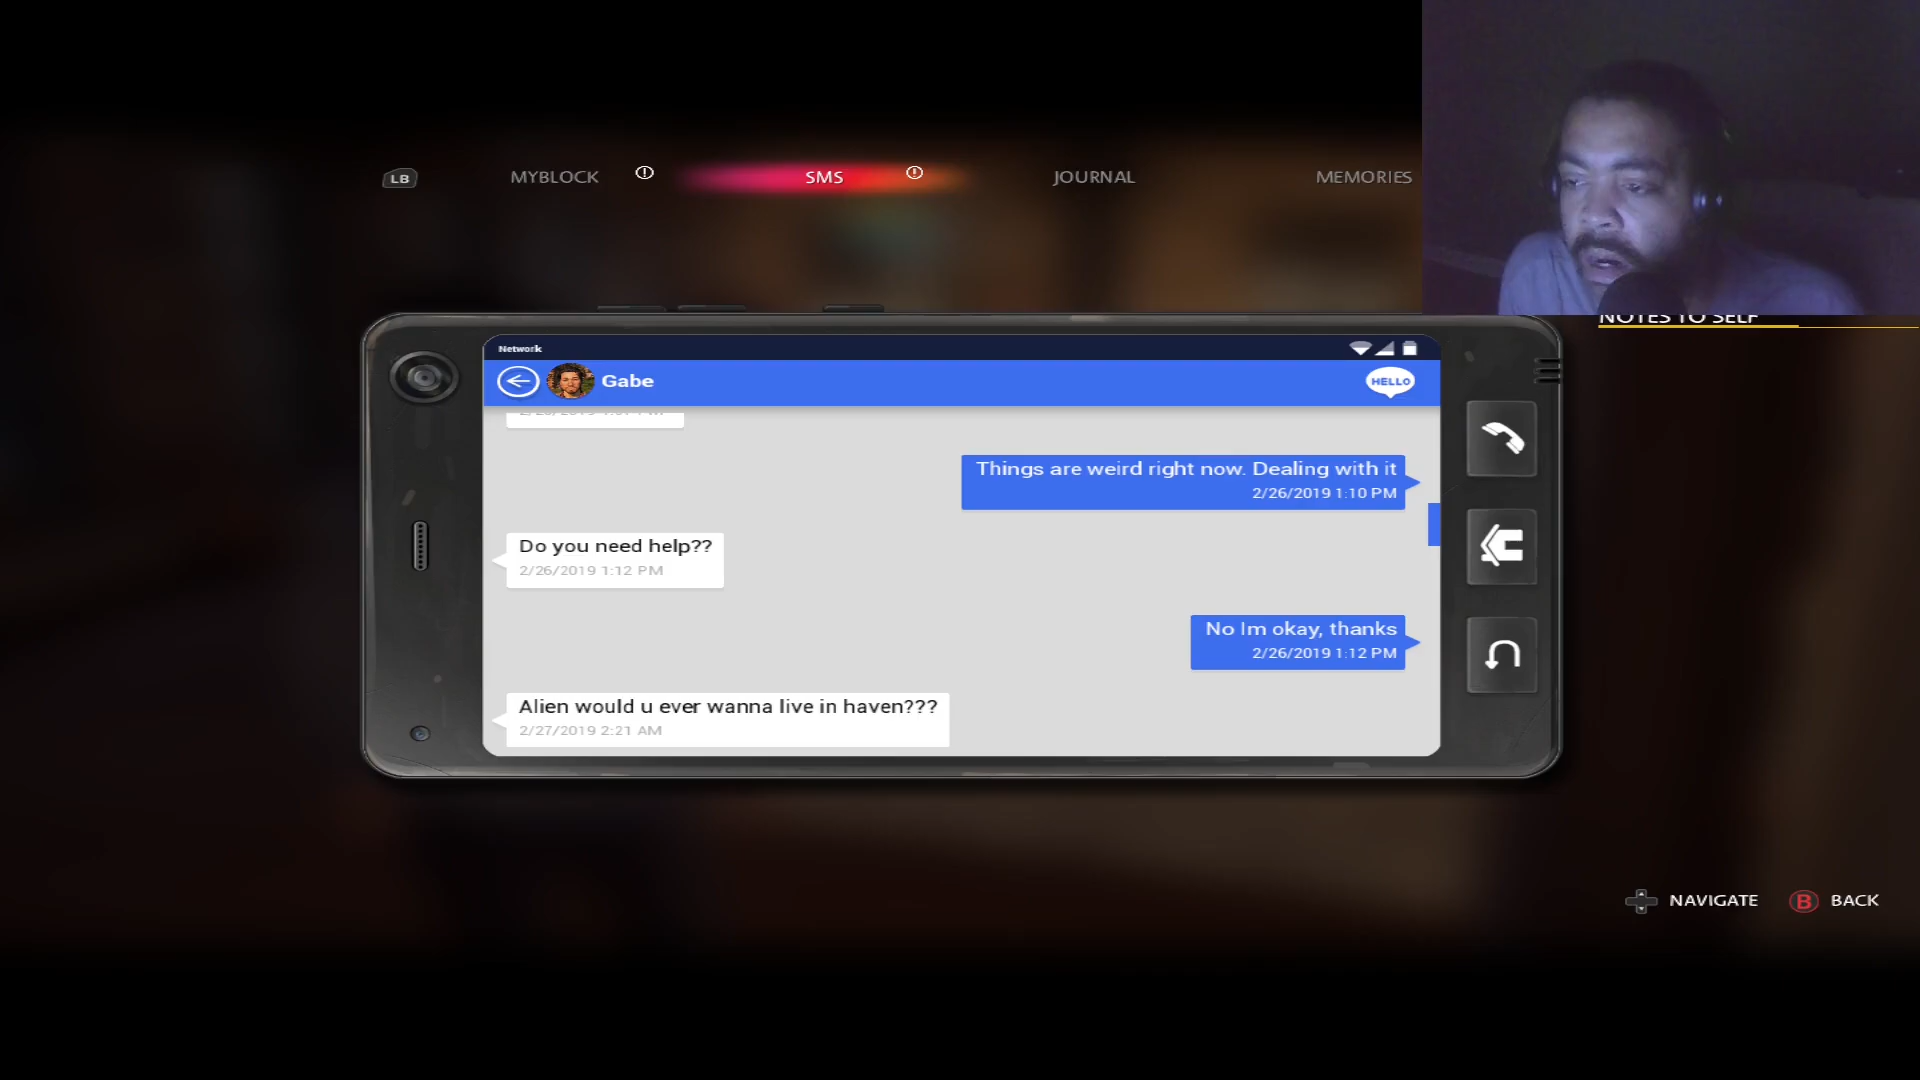 LB
MYBLOCK
SMS
JOURNAL
MEMORIES
NOTES TO SELF
Network
Gabe
HELLO
Things are weird right now. Dealing with it
2/26/2019 1:10 PM
Do you need help??
2/26/2019 1:12 PM
No Im okay, thanks
2/26/2019 1:12 PM
Alien would u ever wanna live in haven???
2/27/2019 2:21 AM
NAVIGATE
B BACK